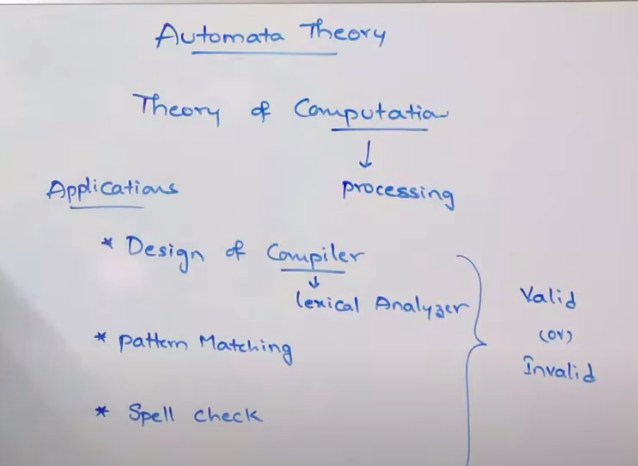 Automata Theory
Theory of Computation
↓
Applications processing
* Design of Compiler
↓
Lexical Analyzer
Valid
* Pattern Matching
(or)
Invalid
* Spell check